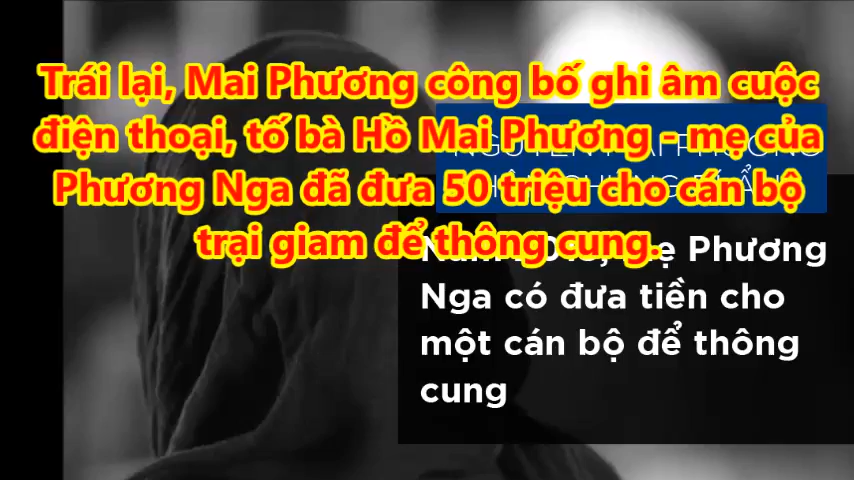 Trái lại, Mai Phương công bố ghi âm cuộc
điện thoại, tố bà Hồ Mai Phương - mẹ của
Phương Nga đã đưa 50 triệu cho cán bộ
trại giam để thông cung.
Phương
Nga có đưa tiền cho
một cán bộ để thông
cung